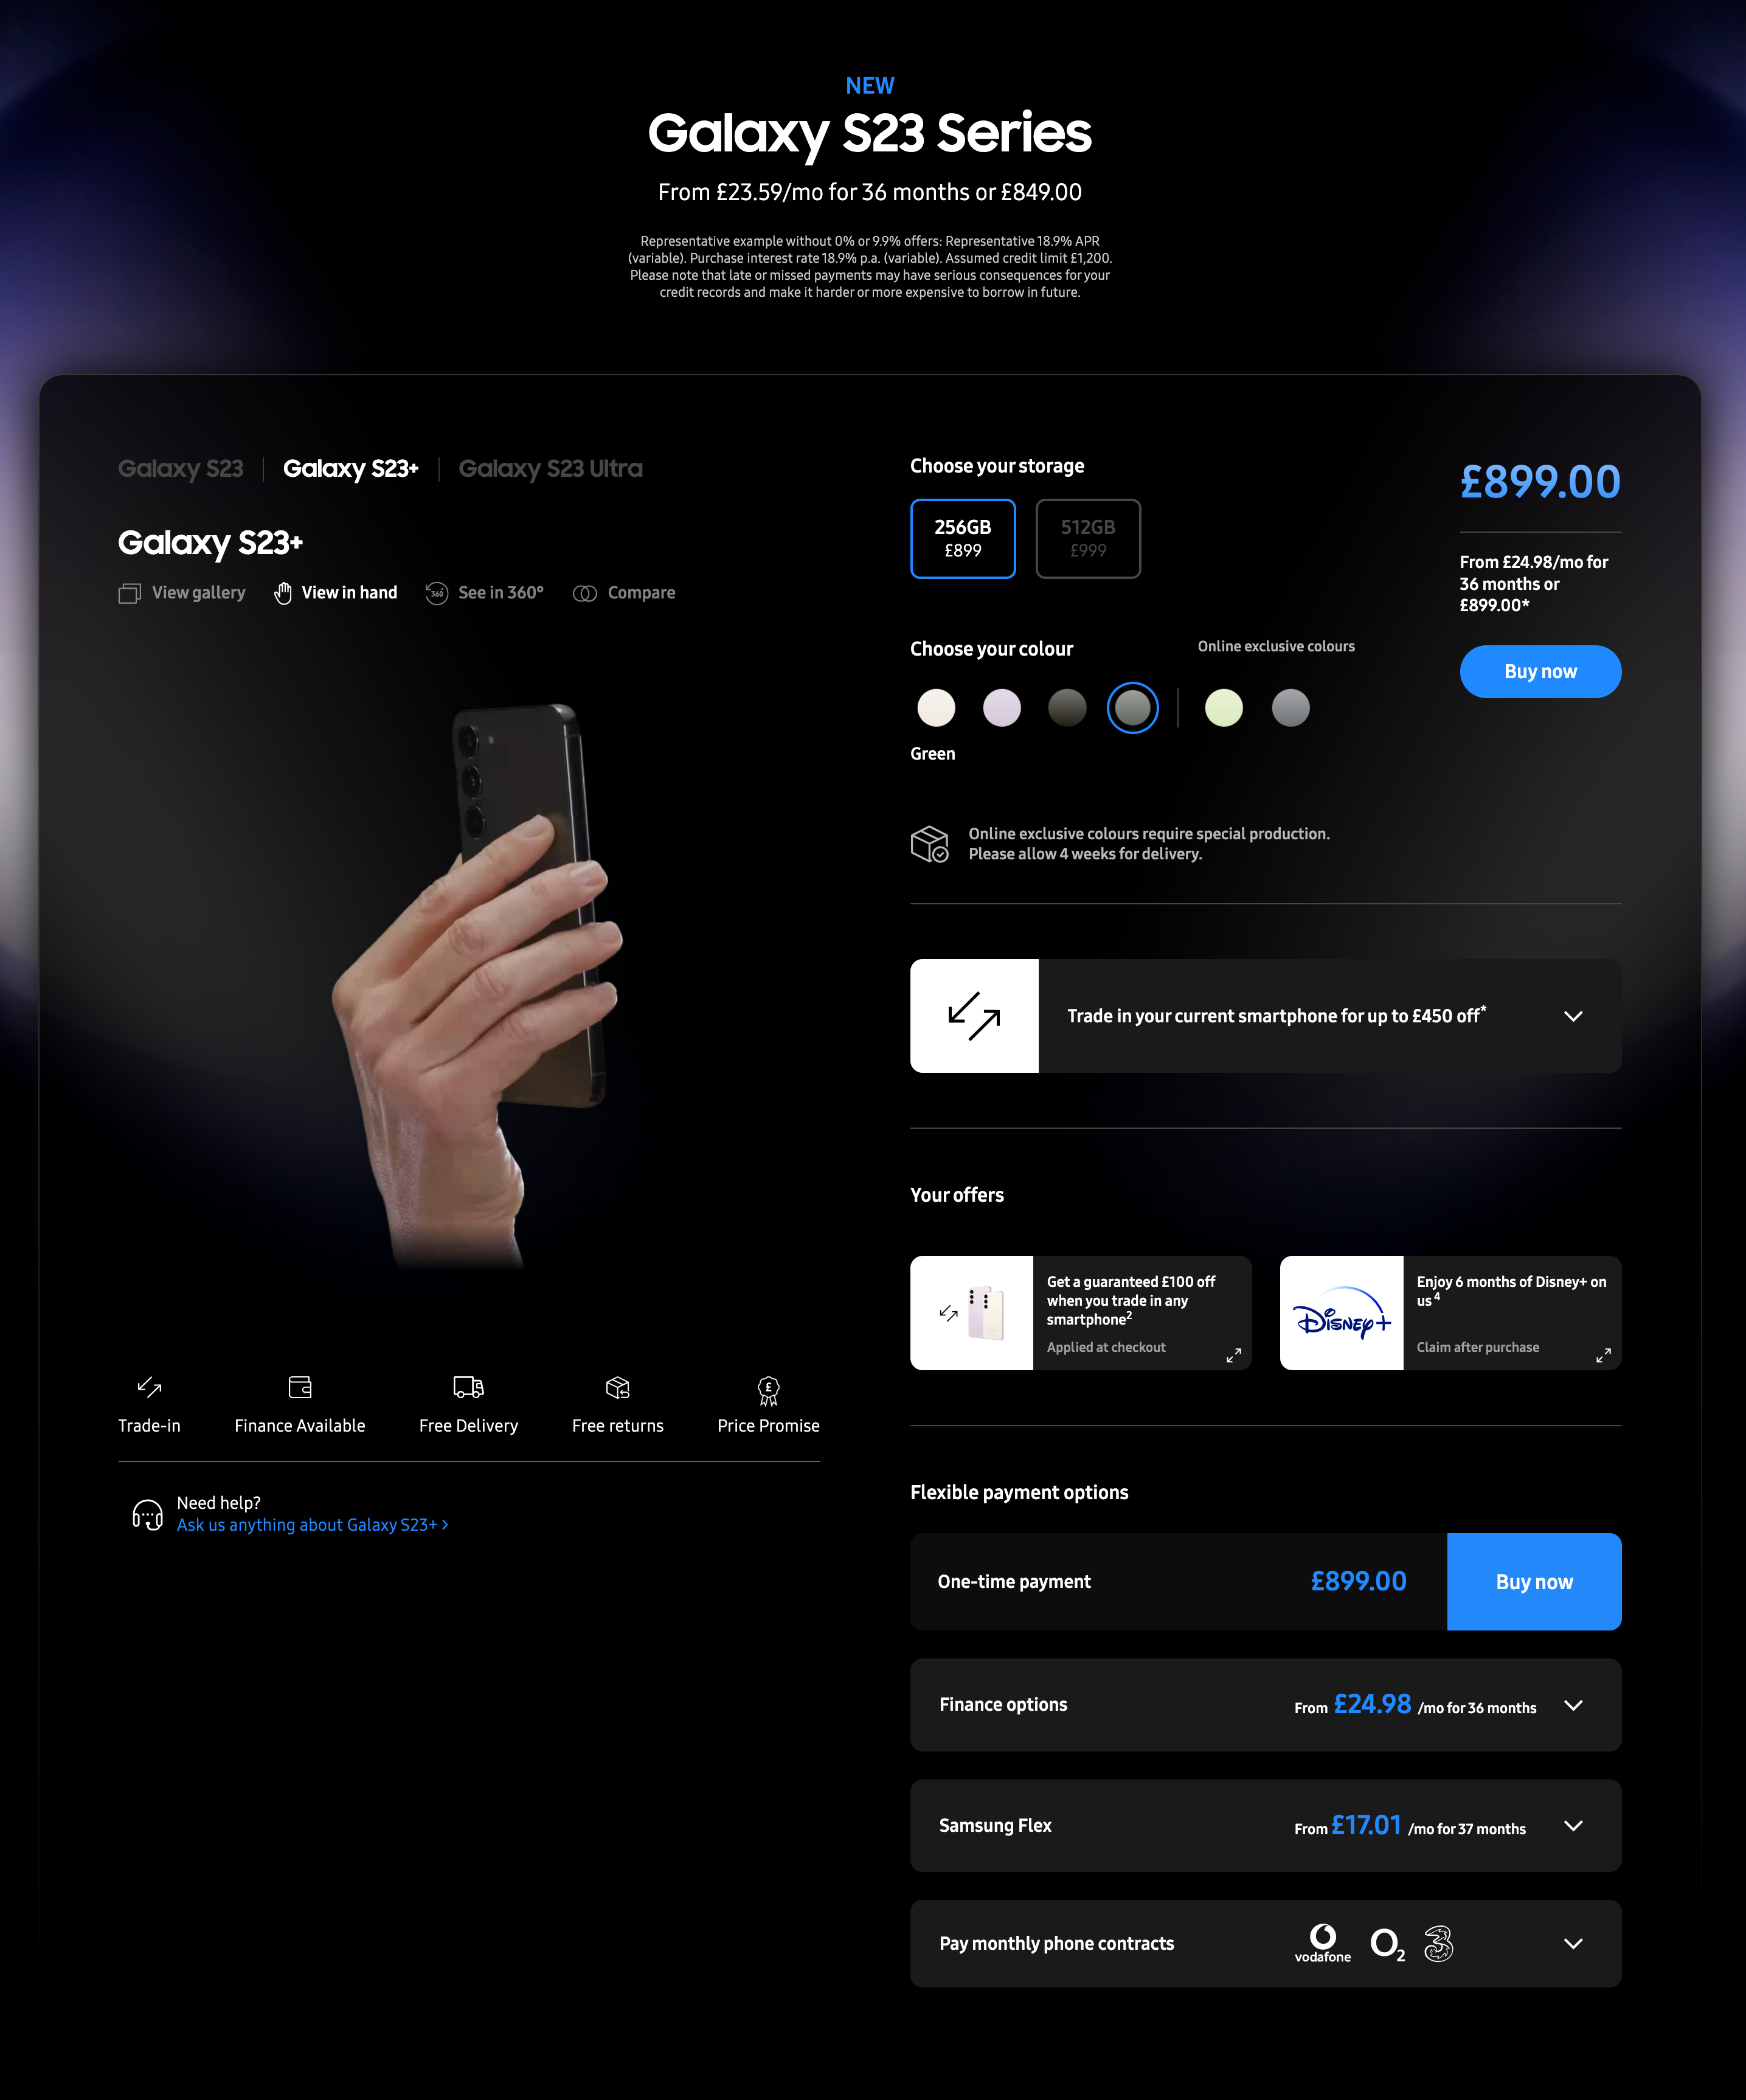 NEW
Galaxy S23 Series
From £23.59/mo for 36 months or £849.00
Representative example without 0% or 9.9% offers: Representative 18.9% APR
(variable). Purchase interest rate 18.9% p.a. (variable). Assumed credit limit £1,200.
Please note that late or missed payments may have serious consequences for your
credit records and make it harder or more expensive to borrow in future.
Galaxy S23
Galaxy S23+
Galaxy S23 Ultra
Galaxy S23+
View gallery
View in hand
360
See in 360°
Compare
Trade-in
Finance Available
Free Delivery
Free returns
£
Price Promise
Need help?
Ask us anything about Galaxy S23+ >
Choose your storage
256GB
£899
512GB
£999
£899.00
From £24.98/mo for
36 months or
£899.00*
Buy now
Choose your colour
Online exclusive colours
Green
Online exclusive colours require special production.
Please allow 4 weeks for delivery.
Trade in your current smartphone for up to £450 off*
Your offers
Get a guaranteed £100 off
when you trade in any
smartphone2
Applied at checkout
Disney+
Enjoy 6 months of Disney+ on
us 4
Claim after purchase
Flexible payment options
One-time payment
£899.00
Buy now
Finance options
From £24.98 /mo for 36 months
Samsung Flex
From £17.01 /mo for 37 months
Pay monthly phone contracts
vodafone
O2
3